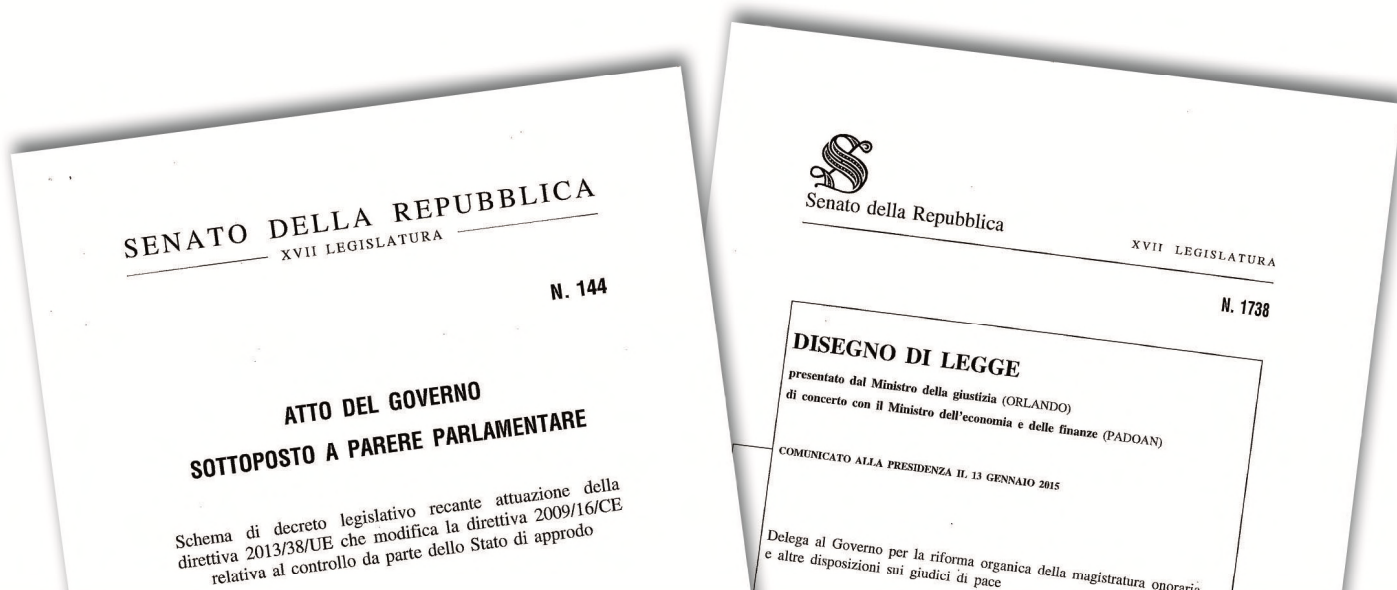 SENATO DELLA REPUBBLICA
XVII LEGISLATURA
N. 144
ATTO DEL GOVERNO
SOTTOPOSTO A PARERE PARLAMENTARE
Schema di decreto legislativo recante attuazione della
direttiva 2013/38/UE che modifica la direttiva 2009/16/CE
relativa al controllo da parte dello Stato di approdo
S
Senato della Repubblica
XVII LEGISLATURA
N. 1738
DISEGNO DI LEGGE
presentato dal Ministro della giustizia (ORLANDO)
di concerto con il Ministro dell'economia e delle finanze (PADOAN)
COMUNICATO ALLA PRESIDENZA IL 13 GENNAIO 2015
Delega al Governo per la riforma organica della magistratura onoraria
e altre disposizioni sui giudici di pace